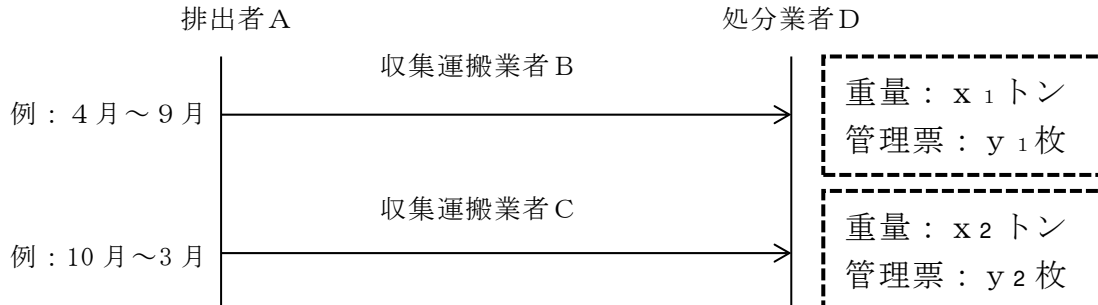 排出者A 処分業者D
収集運搬業者B
例：４月～９月
重量：ｘ１トン
管理票：ｙ１枚
収集運搬業者C
例：10月～3月
重量：ｘ２トン
管理票：ｙ２枚